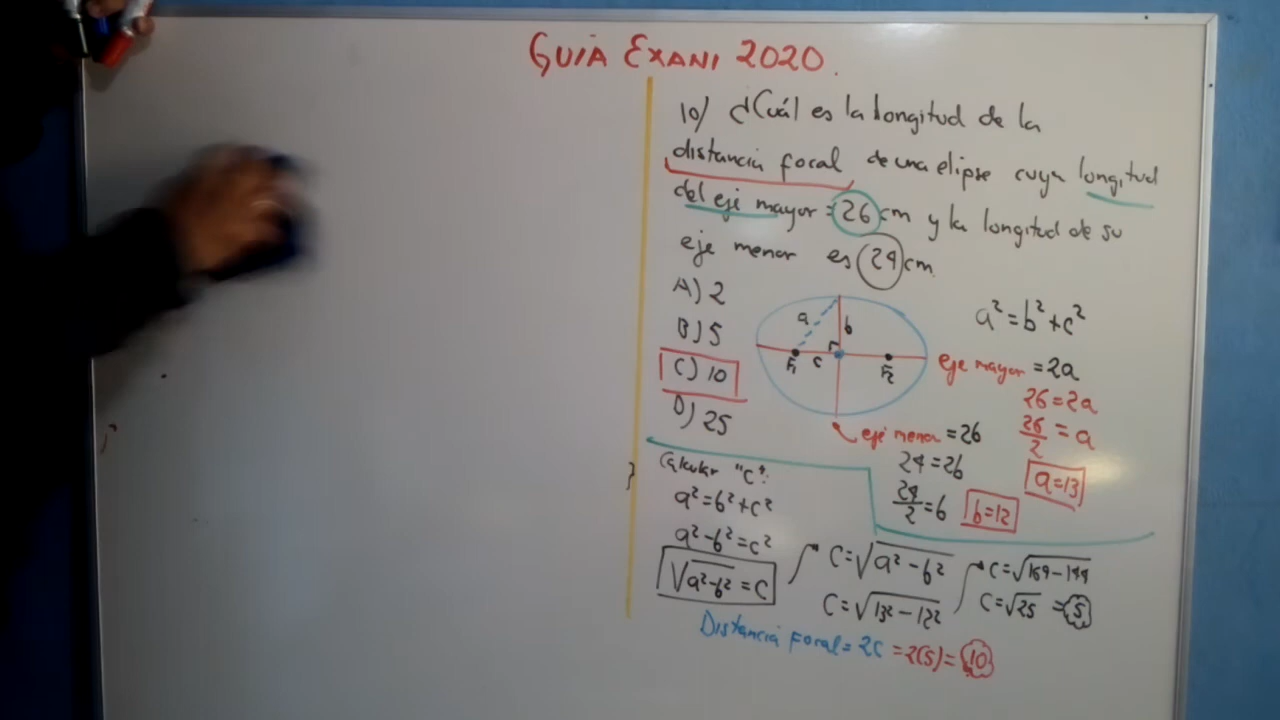 GUIA EXANI 2020.
10) ¿Cuál es la longitud de la
distancia focal de una elipse cuya longitud
del eje mayor = 26 cm y la longitud de su
eje menor es 24 cm
A) 2
B) 5
C) 10
D) 25
a b c F1 F2
a² = b² + c²
eje mayor = 2a
26 = 2a
26/2 = a
a = 13
eje menor = 2b
24 = 2b
24/2 = b
b = 12
Calcular "C":
a² = b² + c²
a² - b² = c²
√a² - b² = c
C = √a² - b²
C = √13² - 12²
C = √169 - 144
C = √25 = 5
Distancia focal = 2C = 2(5) = 10